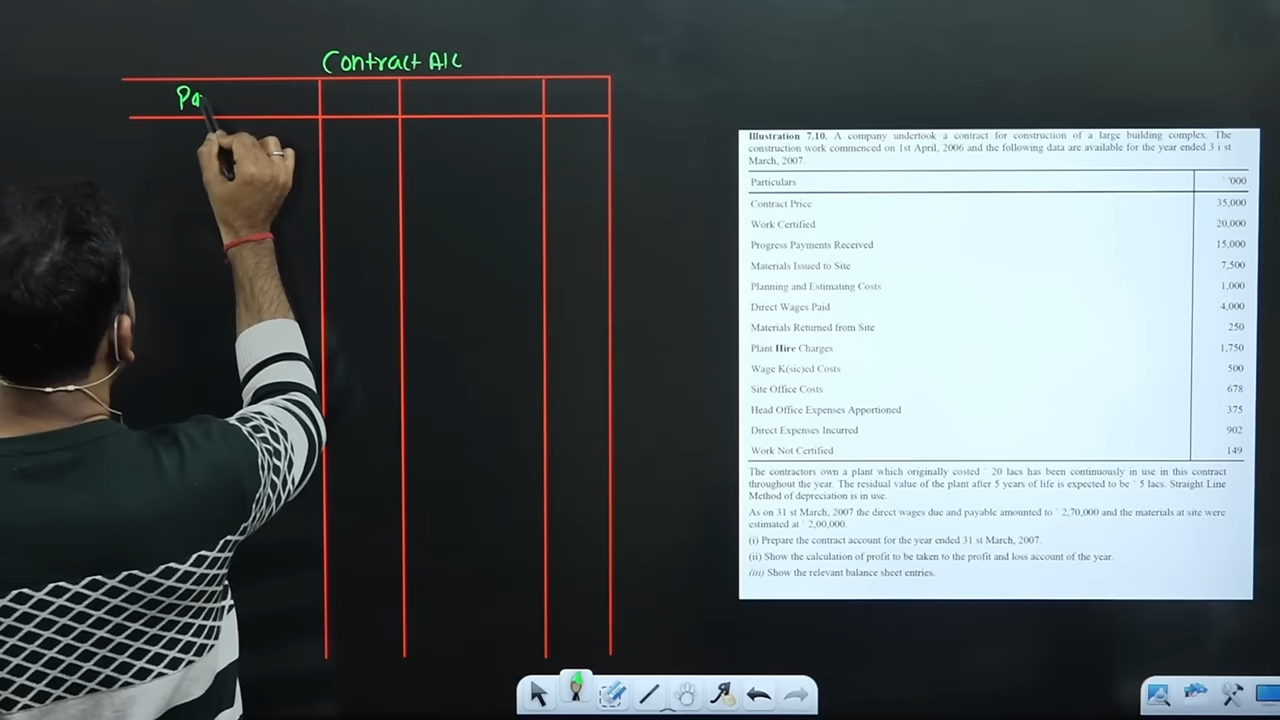 Contract A/C
Pa
Illustration 7.10. A company undertook a contract for construction of a large building complex. The
construction work commenced on 1st April, 2006 and the following data are available for the year ended 3 i st
March, 2007.
Particulars ` '000
Contract Price 35,000
Work Certified 20,000
Progress Payments Received 15,000
Materials Issued to Site 7,500
Planning and Estimating Costs 1,000
Direct Wages Paid 4,000
Materials Returned from Site 250
Plant Hire Charges 1,750
Wage K(sic)ed Costs 500
Site Office Costs 678
Head Office Expenses Apportioned 375
Direct Expenses Incurred 902
Work Not Certified 149
The contractors own a plant which originally costed ` 20 lacs has been continuously in use in this contract
throughout the year. The residual value of the plant after 5 years of life is expected to be ` 5 lacs. Straight Line
Method of depreciation is in use.
As on 31 st March, 2007 the direct wages due and payable amounted to ` 2,70,000 and the materials at site were
estimated at ` 2,00,000.
(i) Prepare the contract account for the year ended 31 st March, 2007.
(ii) Show the calculation of profit to be taken to the profit and loss account of the year.
(iii) Show the relevant balance sheet entries.